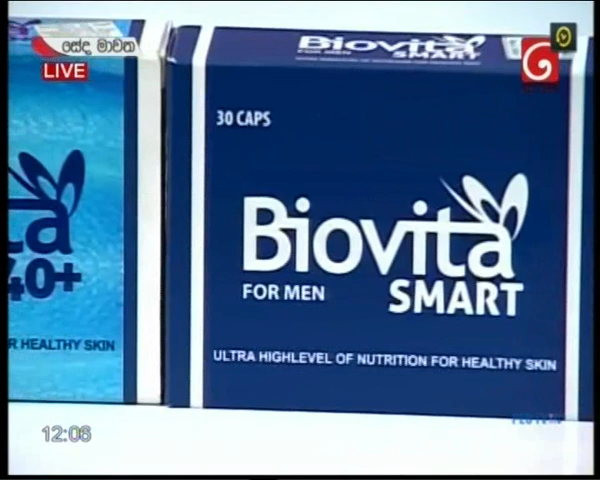 සේද මාවත
LIVE
Biovita
SMART
30 CAPS
Biovita
FOR MEN
SMART
ULTRA HIGHLEVEL OF NUTRITION FOR HEALTHY SKIN
ta
40+
R HEALTHY SKIN
12:06